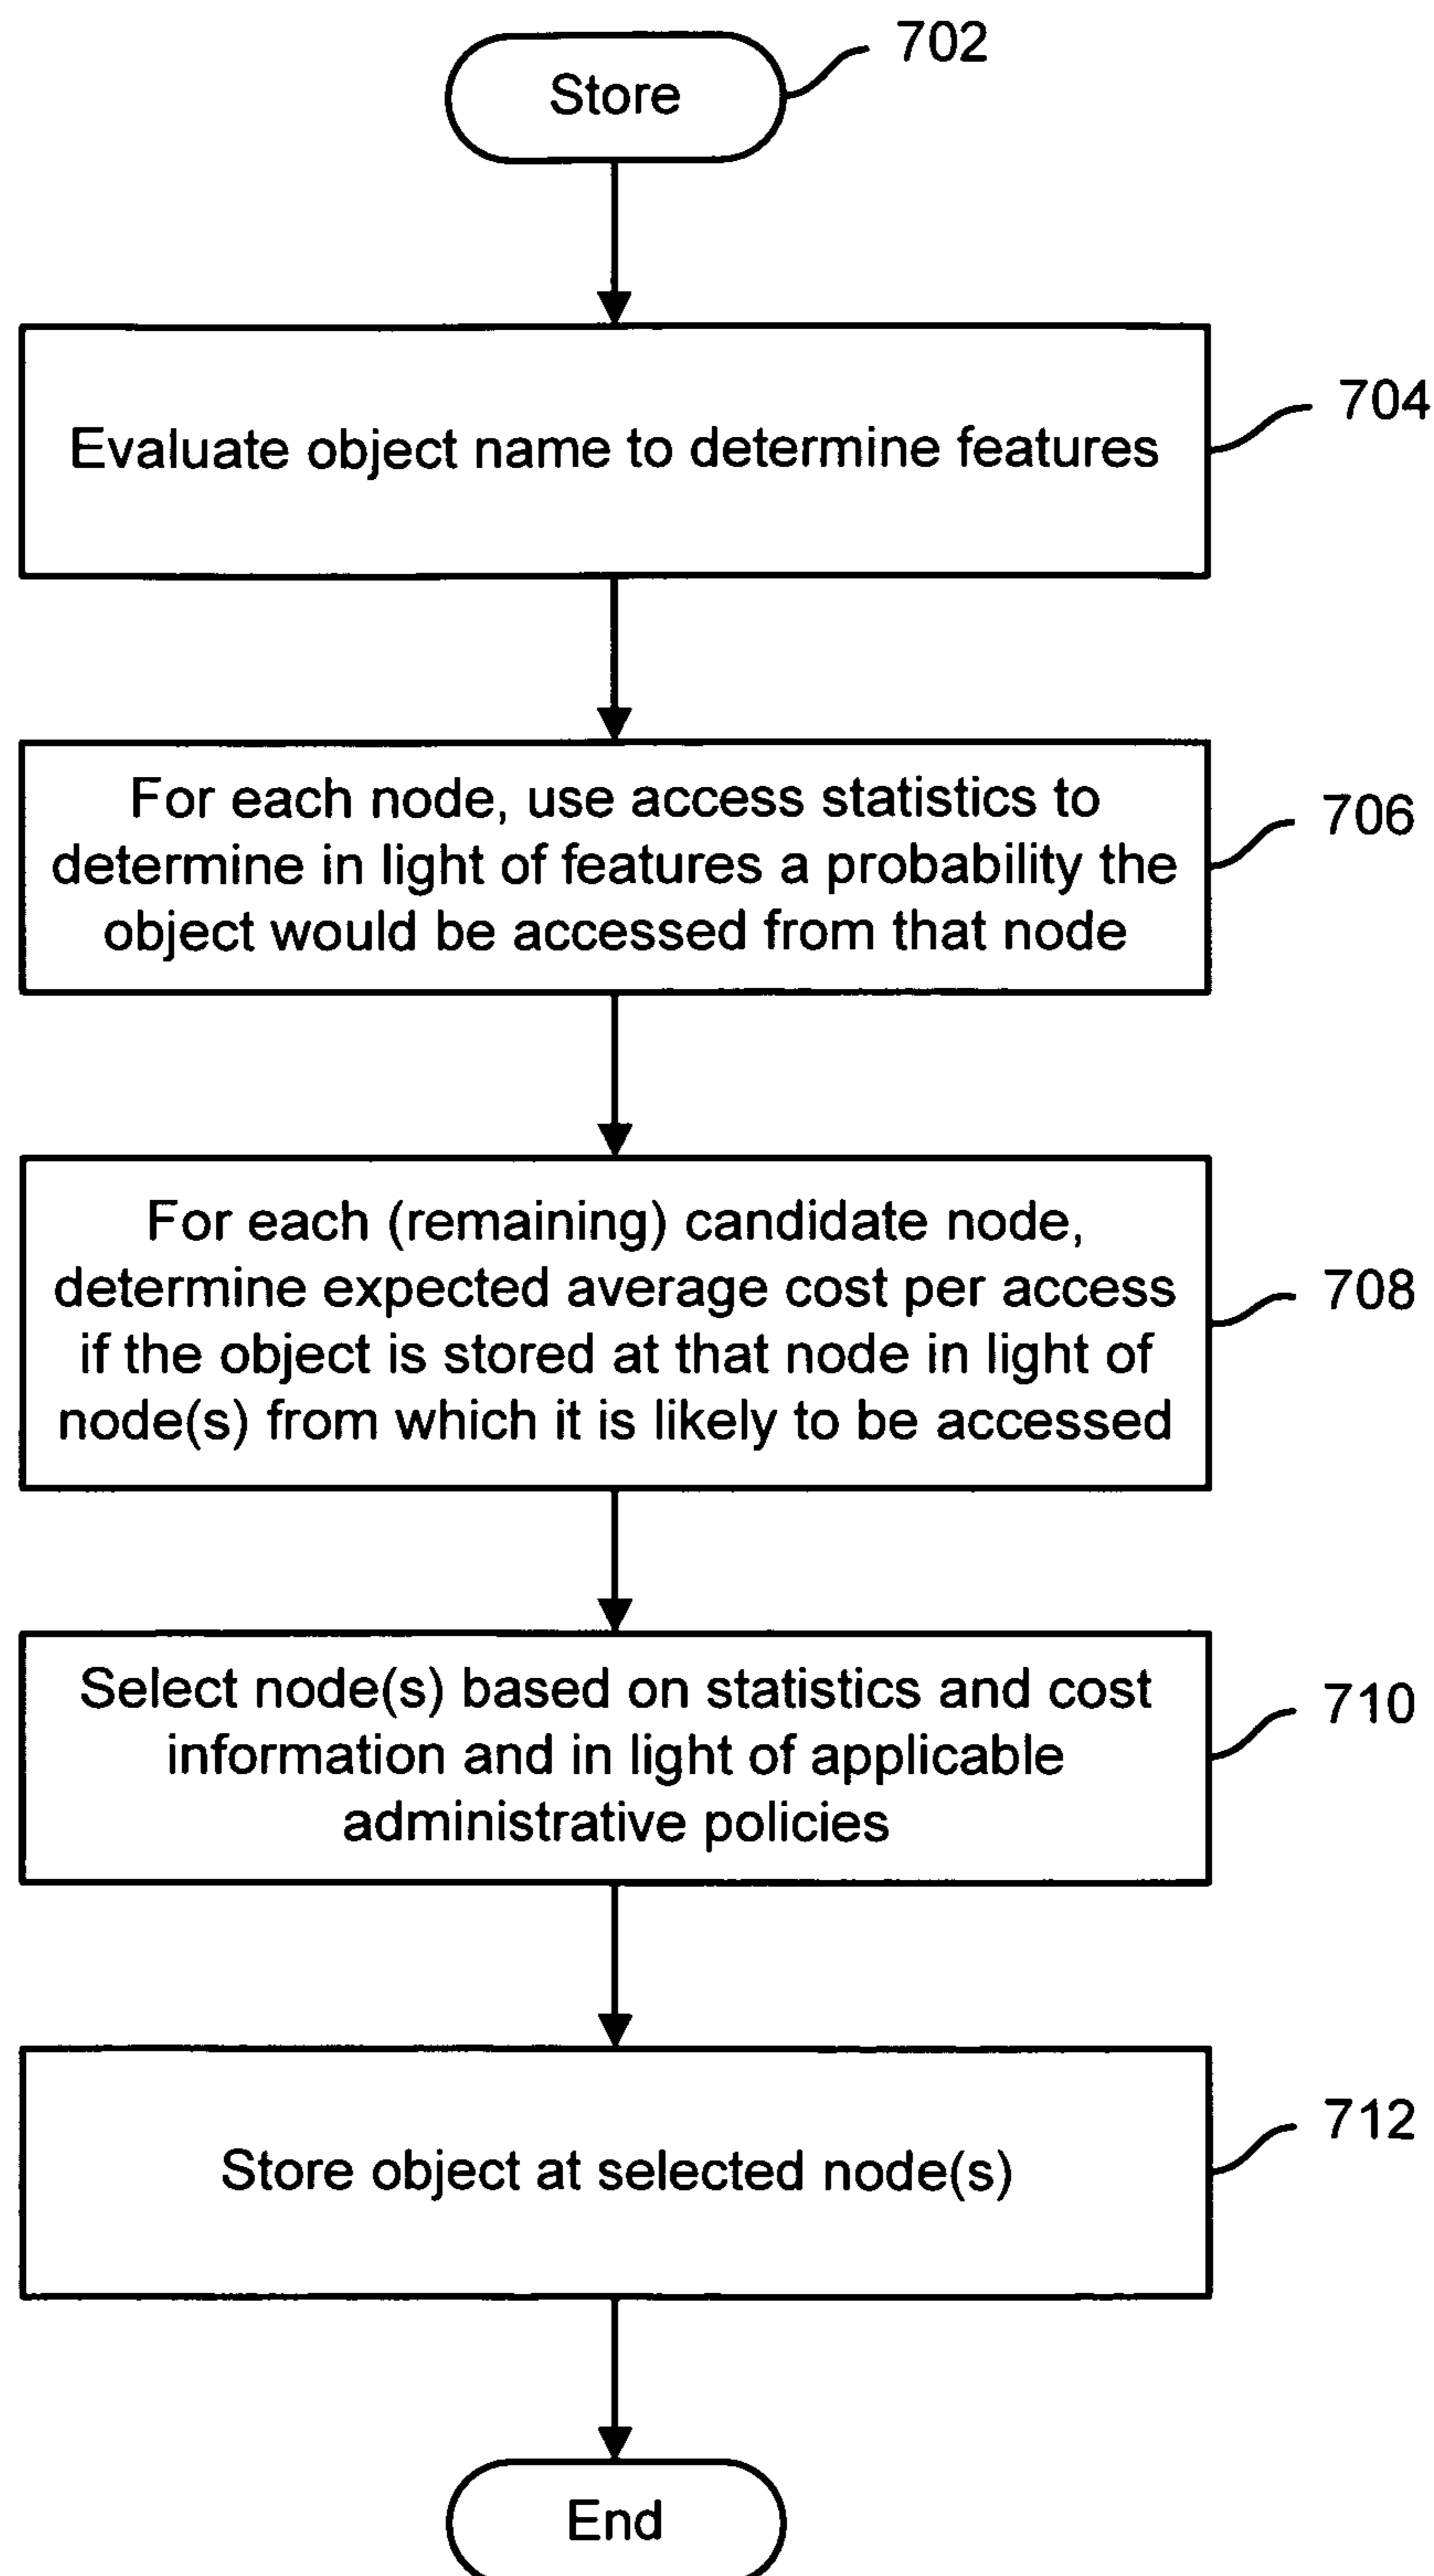 702
Store
704
Evaluate object name to determine features
706
For each node, use access statistics to
determine in light of features a probability the
object would be accessed from that node
708
For each (remaining) candidate node,
determine expected average cost per access
if the object is stored at that node in light of
node(s) from which it is likely to be accessed
710
Select node(s) based on statistics and cost
information and in light of applicable
administrative policies
712
Store object at selected node(s)
End